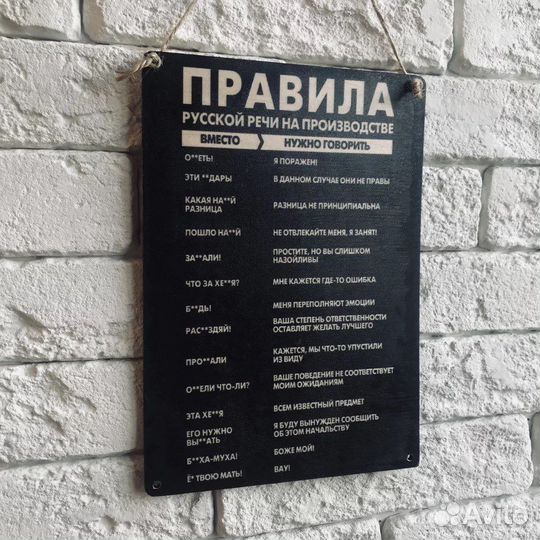 ПРАВИЛА
РУССКОЙ РЕЧИ НА ПРОИЗВОДСТВЕ
ВМЕСТО НУЖНО ГОВОРИТЬ
О**ЕТЬ! Я ПОРАЖЕН!
ЭТИ **ДАРЫ В ДАННОМ СЛУЧАЕ ОНИ НЕ ПРАВЫ
КАКАЯ НА**Й
РАЗНИЦА
РАЗНИЦА НЕ ПРИНЦИПИАЛЬНА
ПОШЛО НА**Й НЕ ОТВЛЕКАЙТЕ МЕНЯ, Я ЗАНЯТ!
ЗА**АЛИ!
ПРОСТИТЕ, НО ВЫ СЛИШКОМ
НАЗОЙЛИВЫ
ЧТО ЗА ХЕ**Я? МНЕ КАЖЕТСЯ ГДЕ-ТО ОШИБКА
Б**ДЬ! МЕНЯ ПЕРЕПОЛНЯЮТ ЭМОЦИИ
РАС**ЗДЯЙ!
ВАША СТЕПЕНЬ ОТВЕТСТВЕННОСТИ
ОСТАВЛЯЕТ ЖЕЛАТЬ ЛУЧШЕГО
ПРО**АЛИ
КАЖЕТСЯ, МЫ ЧТО-ТО УПУСТИЛИ
ИЗ ВИДУ
О**ЕЛИ ЧТО-ЛИ?
ВАШЕ ПОВЕДЕНИЕ НЕ СООТВЕТСТВУЕТ
МОИМ ОЖИДАНИЯМ
ЭТА ХЕ**Я ВСЕМ ИЗВЕСТНЫЙ ПРЕДМЕТ
ЕГО НУЖНО
ВЫ**АТЬ
Я БУДУ ВЫНУЖДЕН СООБЩИТЬ
ОБ ЭТОМ НАЧАЛЬСТВУ
Б**ХА-МУХА! БОЖЕ МОЙ!
Ё* ТВОЮ МАТЬ! ВАУ!
Avito